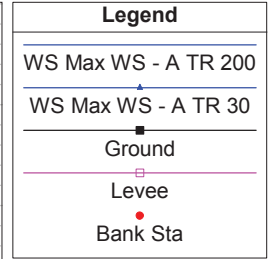 Legend
WS Max WS - A TR 200
WS Max WS - A TR 30
Ground
Levee
Bank Sta